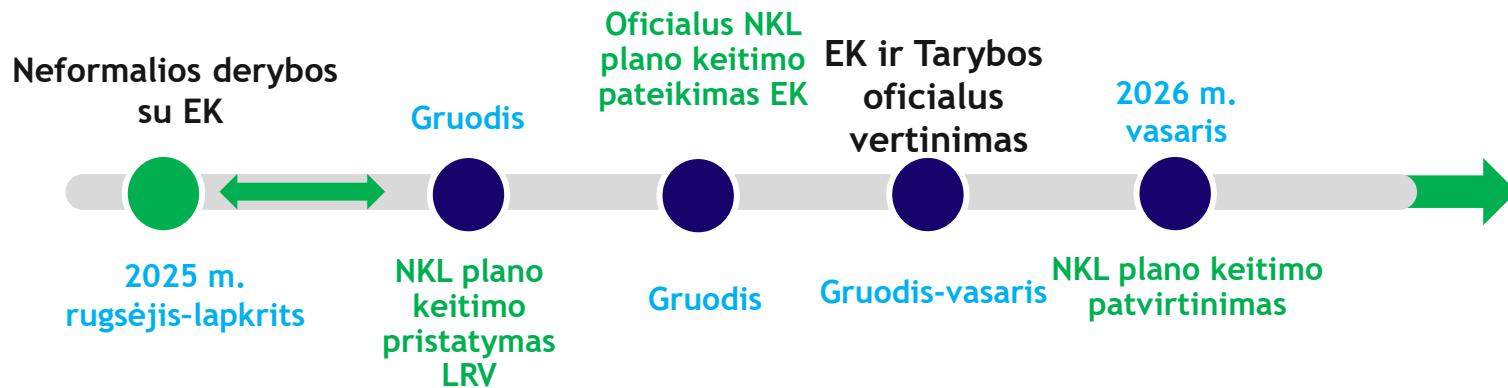 Neformalios derybos
su EK
2025 m.
rugsėjis-lapkrits
Gruodis
NKL plano
keitimo
pristatymas
LRV
Oficialus NKL
plano keitimo
pateikimas EK
Gruodis
EK ir Tarybos
oficialus
vertinimas
Gruodis-vasaris
2026 m.
vasaris
NKL plano keitimo
patvirtinimas